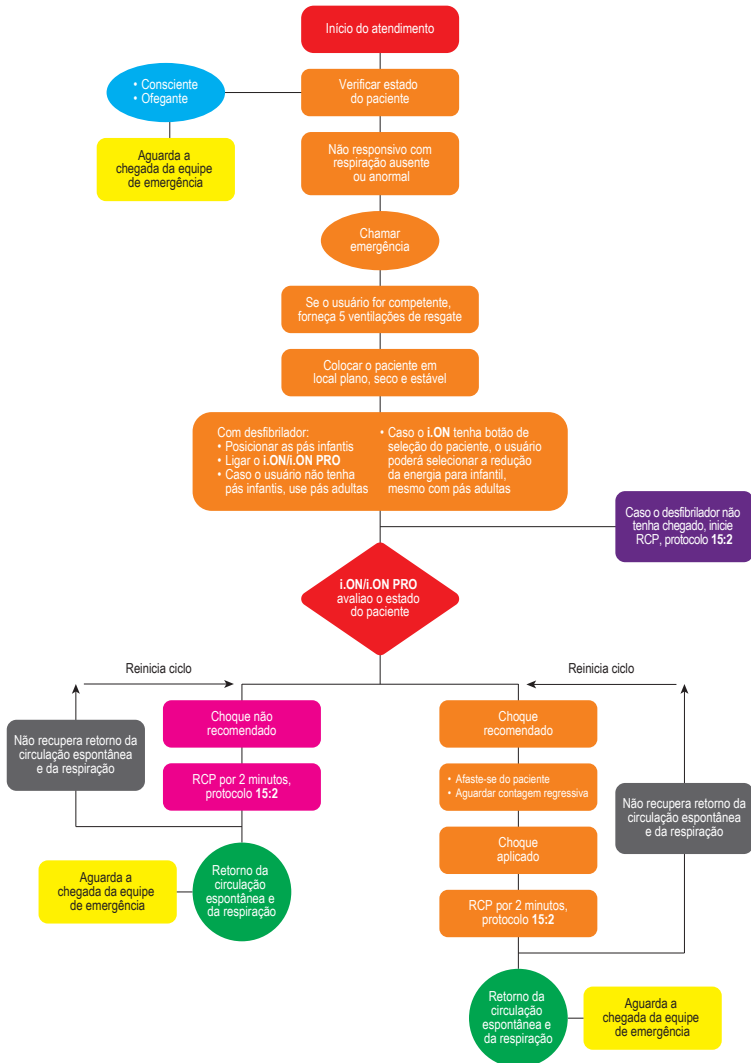 Início do atendimento
• Consciente
• Ofegante
Verificar estado
do paciente
Aguarda a
chegada da equipe
de emergência
Não responsivo com
respiração ausente
ou anormal
Chamar
emergência
Se o usuário for competente,
forneça 5 ventilações de resgate
Colocar o paciente em
local plano, seco e estável
Com desfibrilador:
• Posicionar as pás infantis
• Ligar o i.ON/i.ON PRO
• Caso o usuário não tenha
pás infantis, use pás adultas
• Caso o i.ON tenha botão de
seleção do paciente, o usuário
poderá selecionar a redução
da energia para infantil,
mesmo com pás adultas
Caso o desfibrilador não
tenha chegado, inicie
RCP, protocolo 15:2
i.ON/i.ON PRO
avaliao o estado
do paciente
Reinicia ciclo
Reinicia ciclo
Choque não
recomendado
Choque
recomendado
Não recupera retorno da
circulação espontânea
e da respiração
RCP por 2 minutos,
protocolo 15:2
• Afaste-se do paciente
• Aguardar contagem regressiva
Não recupera retorno da
circulação espontânea
e da respiração
Choque
aplicado
Aguarda a
chegada da equipe
de emergência
Retorno da
circulação
espontânea e
da respiração
RCP por 2 minutos,
protocolo 15:2
Retorno da
circulação
espontânea e
da respiração
Aguarda a
chegada da equipe
de emergência